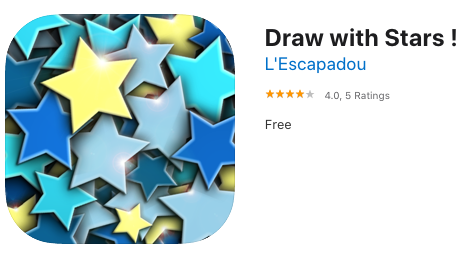 Draw with Stars !
L'Escapadou
4.0, 5 Ratings
Free